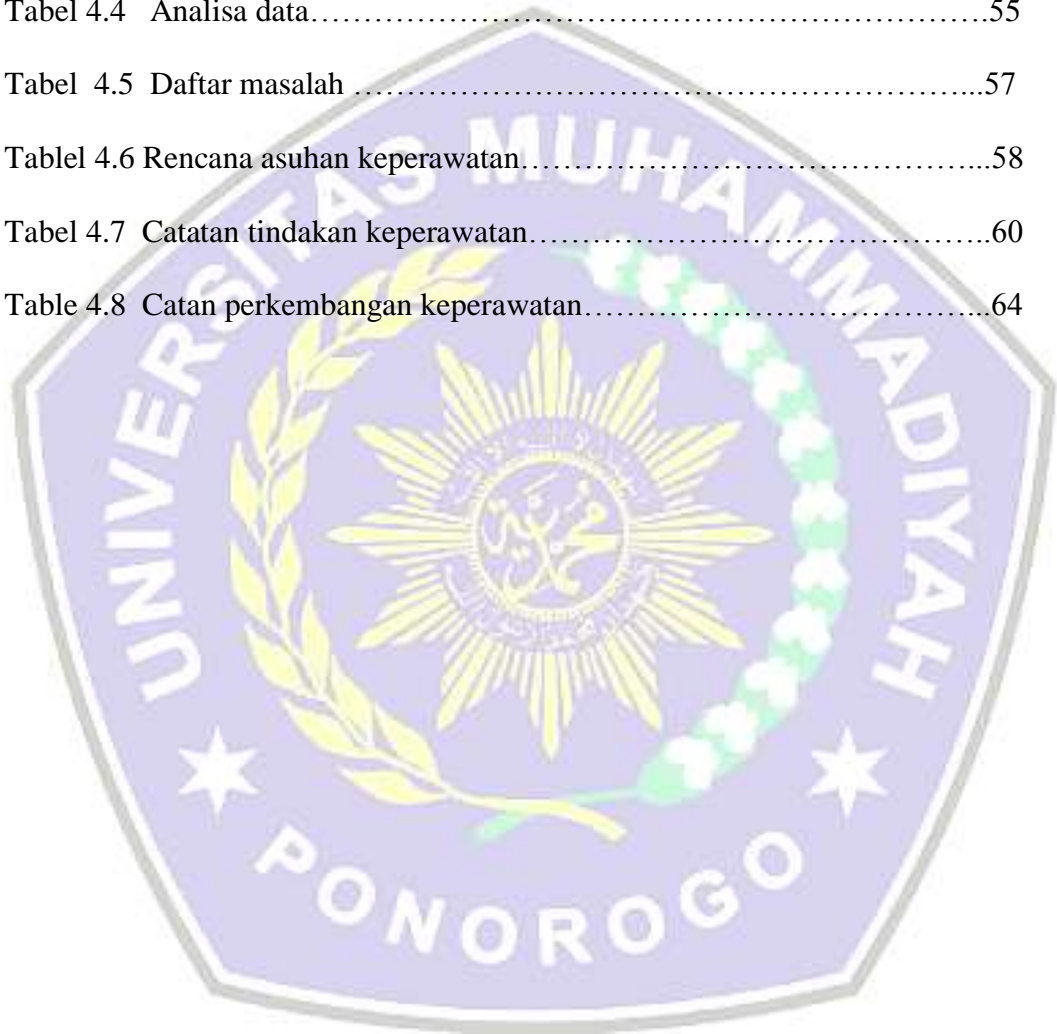 Tabel 4.4 Analisa data………………………………………………………….55
Tabel 4.5 Daftar masalah …………………………………………………...57
Tablel 4.6 Rencana asuhan keperawatan……………………………………...58
Tabel 4.7 Catatan tindakan keperawatan……………………………………..60
Table 4.8 Catan perkembangan keperawatan………………………………...64
UNIVERSITAS MUHAMMADIYAH
PONOROGO